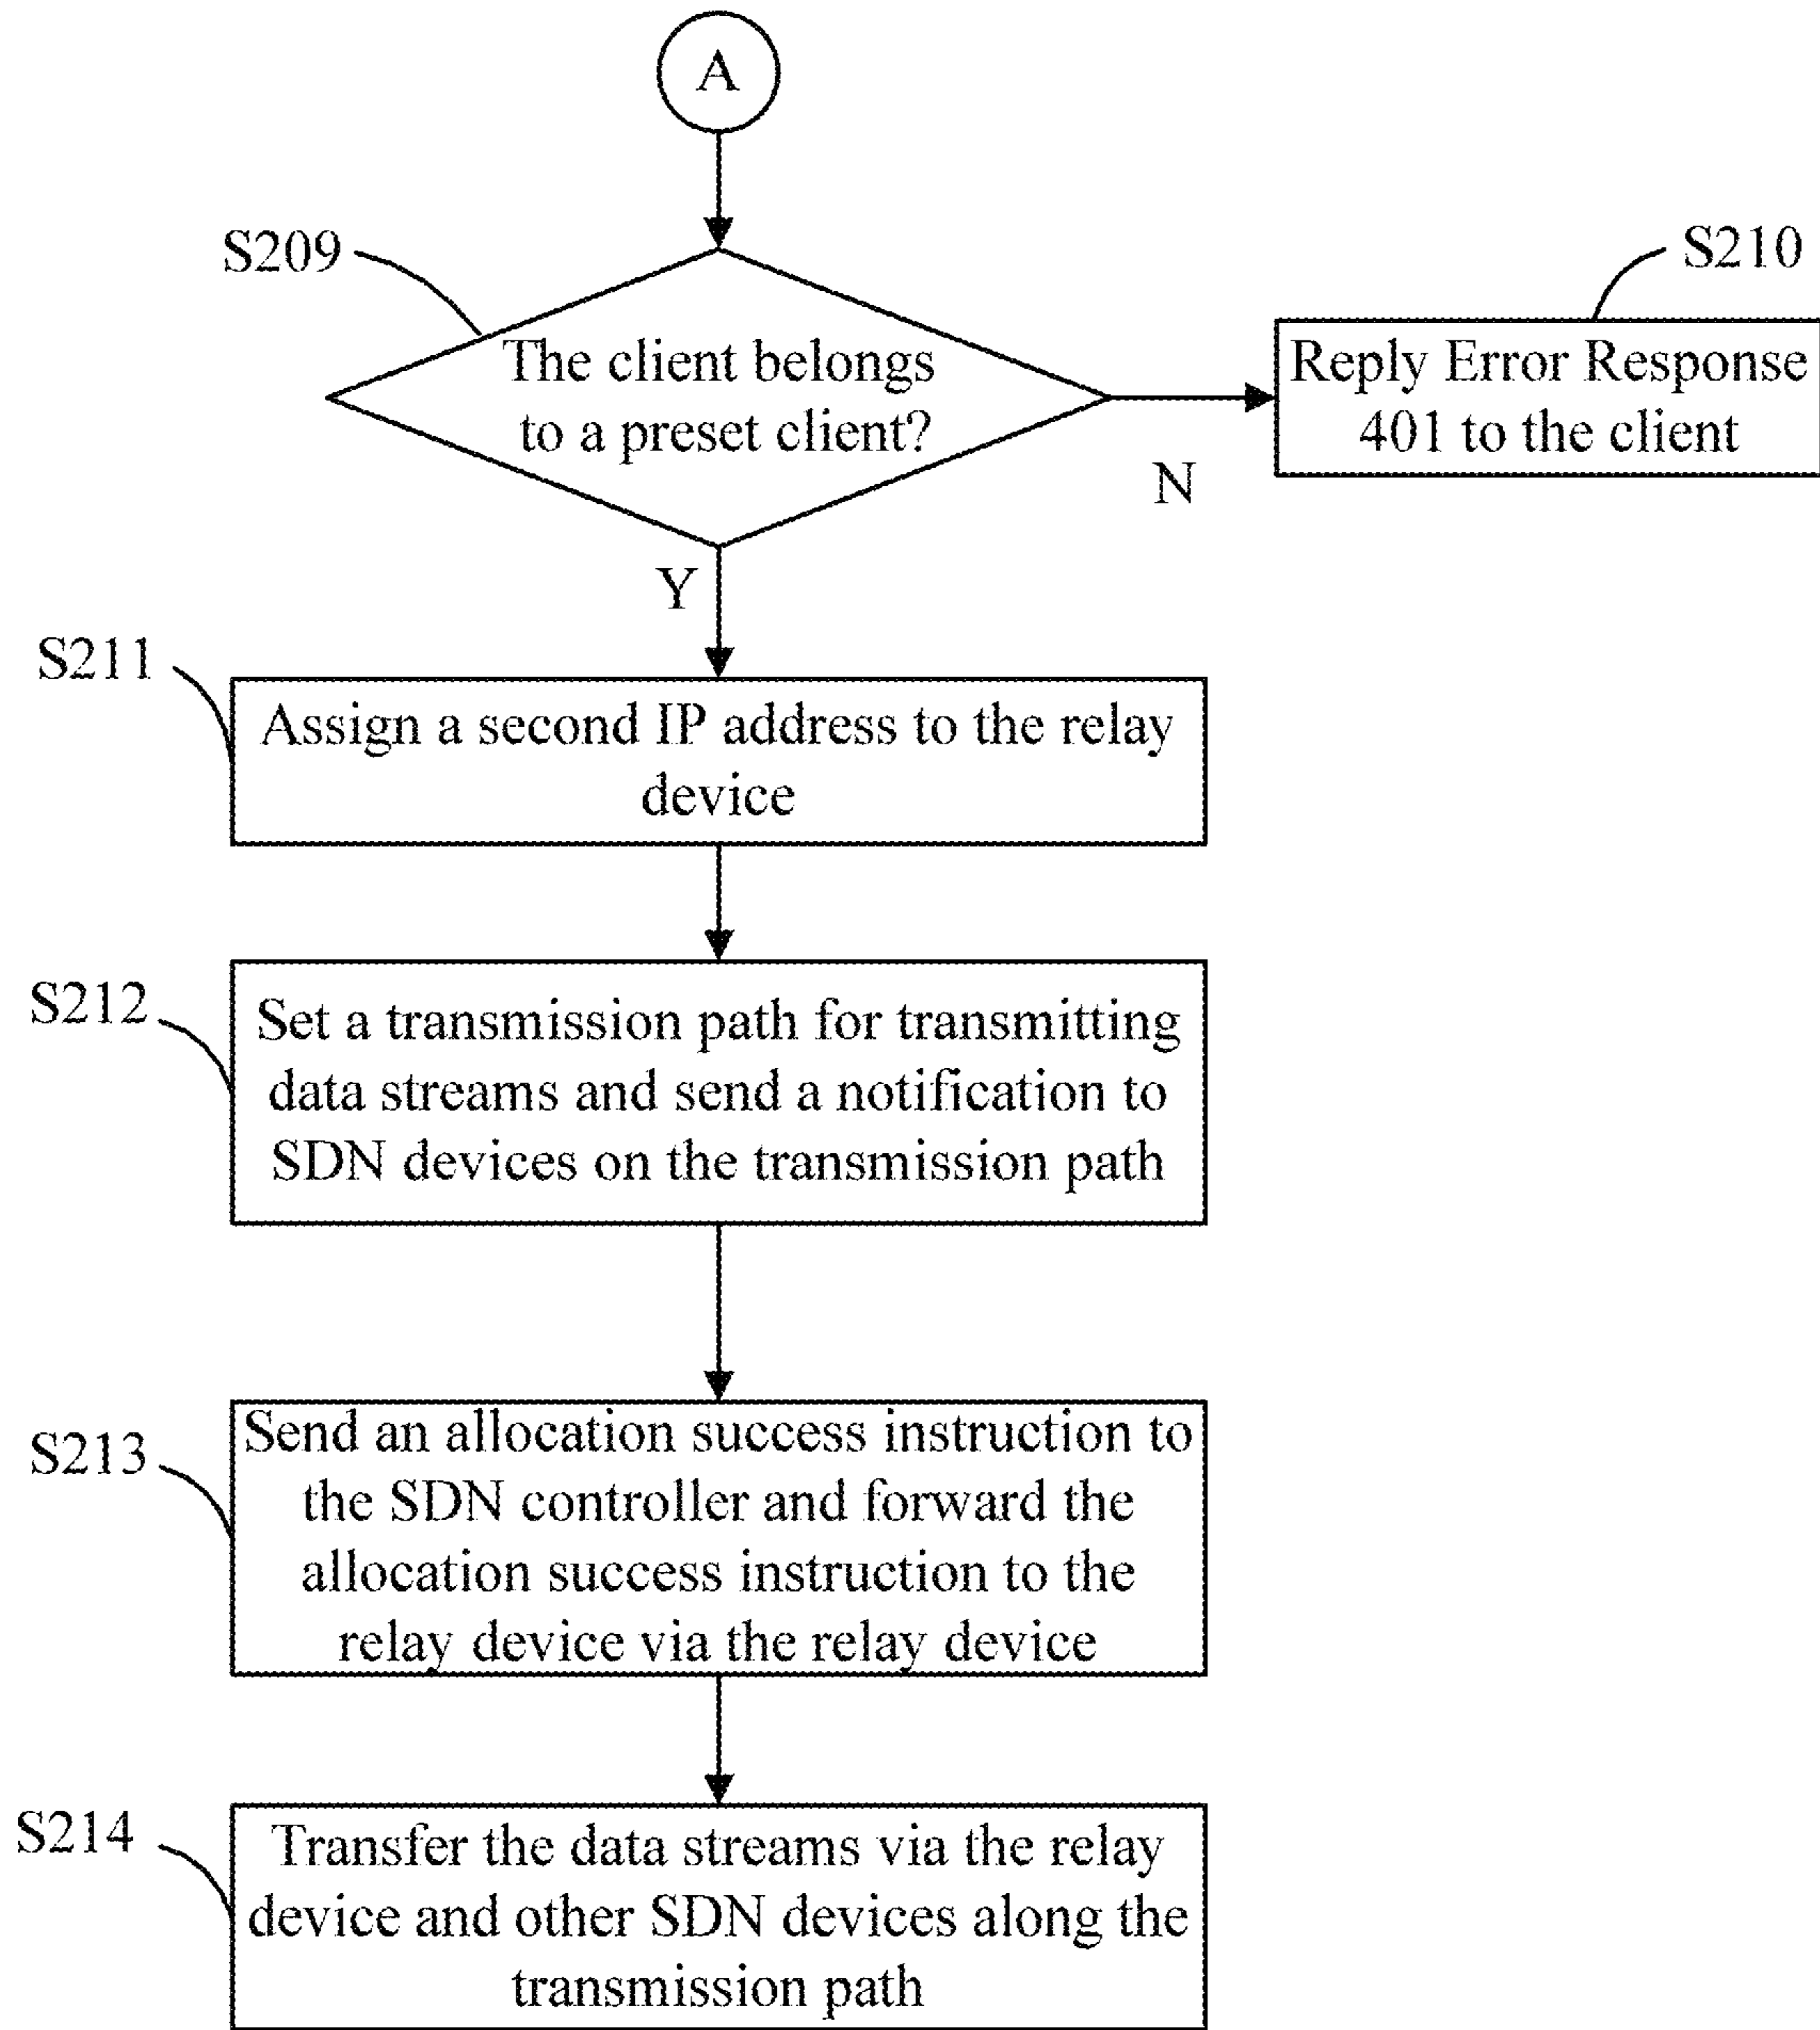 A
S209
The client belongs
to a preset client?
S210
Reply Error Response
401 to the client
N
Y
S211
Assign a second IP address to the relay
device
S212
Set a transmission path for transmitting
data streams and send a notification to
SDN devices on the transmission path
S213
Send an allocation success instruction to
the SDN controller and forward the
allocation success instruction to the
relay device via the relay device
S214
Transfer the data streams via the relay
device and other SDN devices along the
transmission path